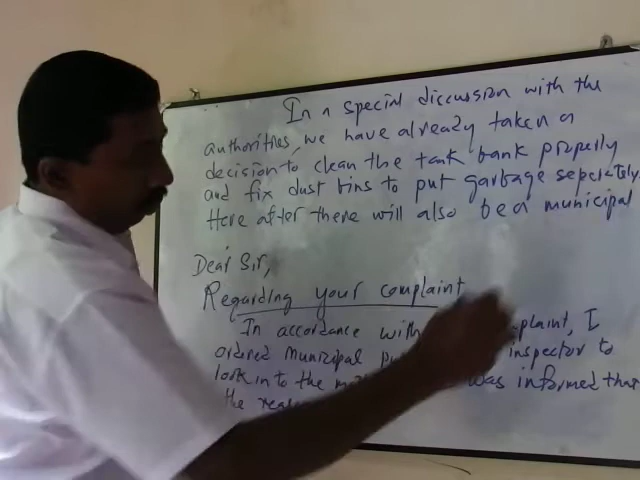 In a special discussion with the
authorities, we have already taken a
decision to clean the tank bank properly
and fix dust bins to put garbage seperately.
Here after there will also be a municipal
Dear Sir,
Regarding your complaint
In accordance with plaint, I
ordered municipal inspector to
look in to the was informed that
the